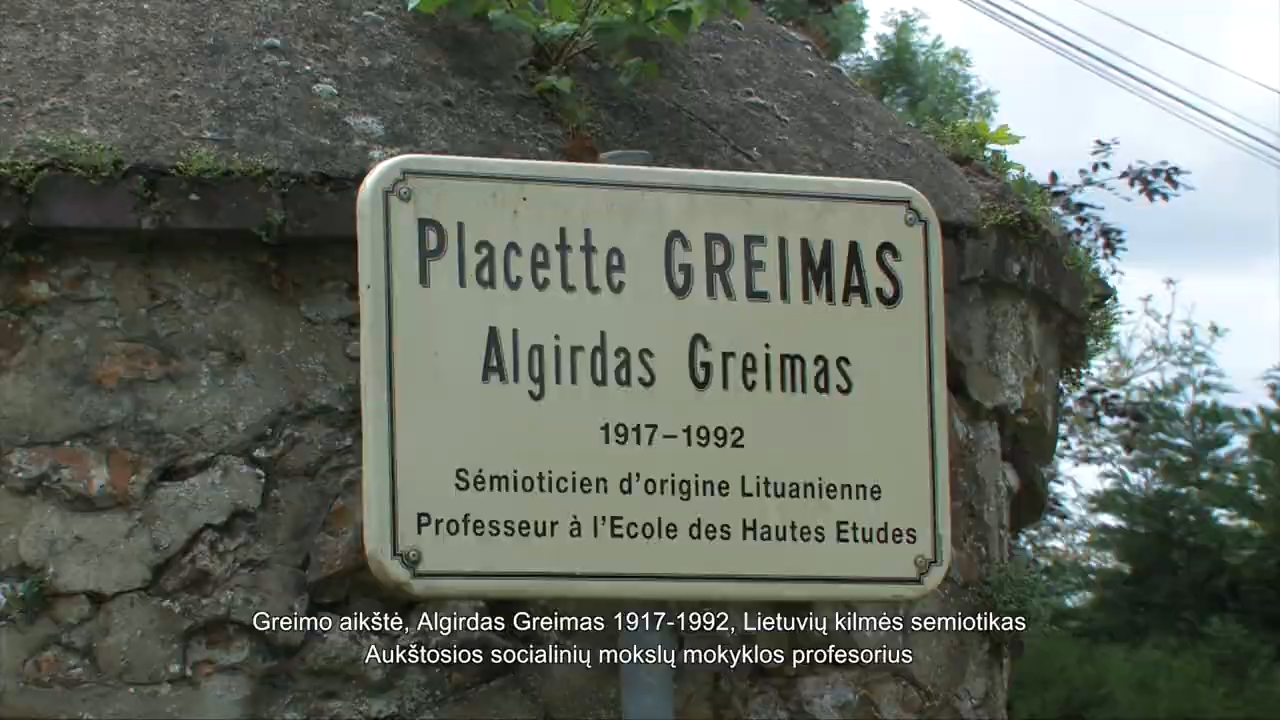 Placette GREIMAS
Algirdas Greimas
1917-1992
Sémioticien d'origine Lituanienne
Professeur à l'Ecole des Hautes Etudes
Greimo aikštė, Algirdas Greimas 1917-1992, Lietuvių kilmės semiotikas
Aukštosios socialinių mokslų mokyklos profesorius